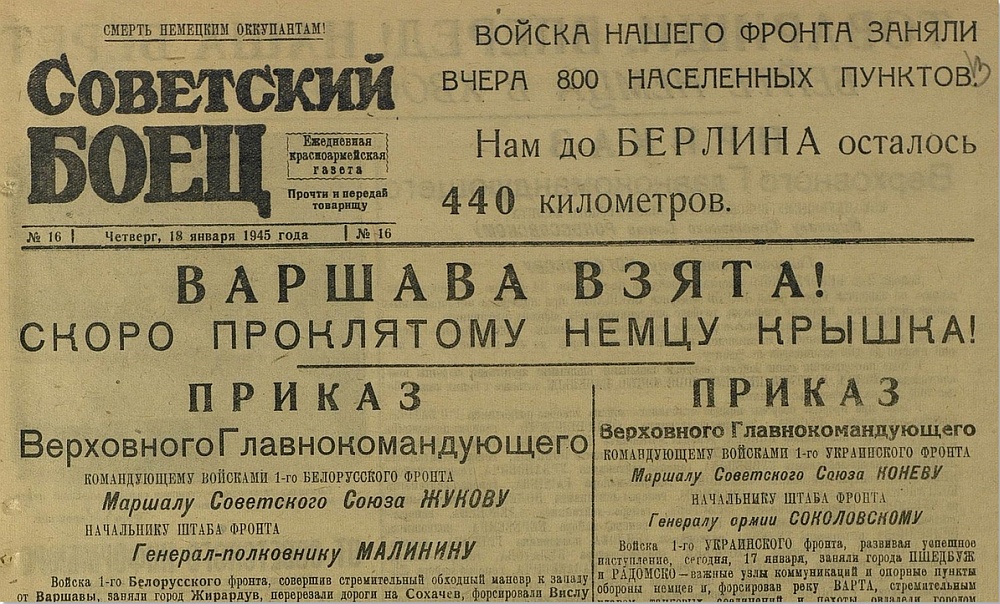 СМЕРТЬ НЕМЕЦКИМ ОККУПАНТАМ!
СОВЕТСКИЙ
БОЕЦ
Ежедневная
красноармейская
газета
Прочти и передай
товарищу
№ 16 | Четверг, 18 января 1945 года | № 16
ВОЙСКА НАШЕГО ФРОНТА ЗАНЯЛИ
ВЧЕРА 800 НАСЕЛЕННЫХ ПУНКТОВ!
Нам до БЕРЛИНА осталось
440 километров.
ВАРШАВА ВЗЯТА!
СКОРО ПРОКЛЯТОМУ НЕМЦУ КРЫШКА!
ПРИКАЗ
Верховного Главнокомандующего
КОМАНДУЮЩЕМУ ВОЙСКАМИ 1-го БЕЛОРУССКОГО ФРОНТА
Маршалу Советского Союза ЖУКОВУ
НАЧАЛЬНИКУ ШТАБА ФРОНТА
Генерал-полковнику МАЛИНИНУ
Войска 1-го Белорусского фронта, совершив стремительный обходный маневр к западу
от Варшавы, заняли город Жирардув, перерезали дороги на Сохачев, форсировали Вислу
ПРИКАЗ
Верховного Главнокомандующего
КОМАНДУЮЩЕМУ ВОЙСКАМИ 1-го УКРАИНСКОГО ФРОНТА
Маршалу Советского Союза КОНЕВУ
НАЧАЛЬНИКУ ШТАБА ФРОНТА
Генералу армии СОКОЛОВСКОМУ
Войска 1-го УКРАИНСКОГО фронта, развивая успешное
наступление, сегодня, 17 января, заняли города ПШЕДБУЖ
и РАДОМСКО — важные узлы коммуникаций и опорные пункты
обороны немцев и, форсировав реку ВАРТА, стремительным